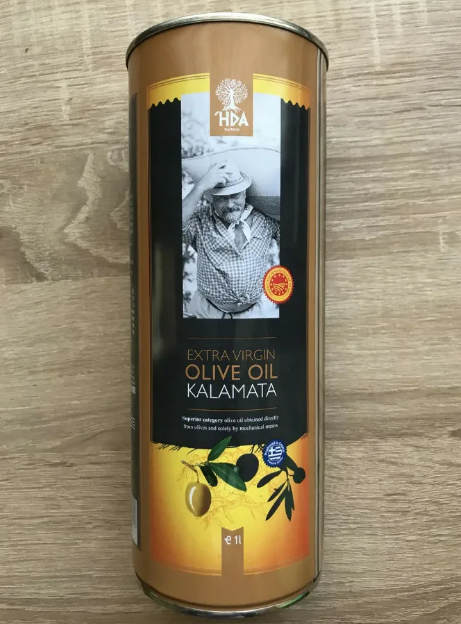 HDA
EXTRA VIRGIN
OLIVE OIL
KALAMATA
Superior category olive oil obtained directly
from olives and solely by mechanical means
℮ 1l